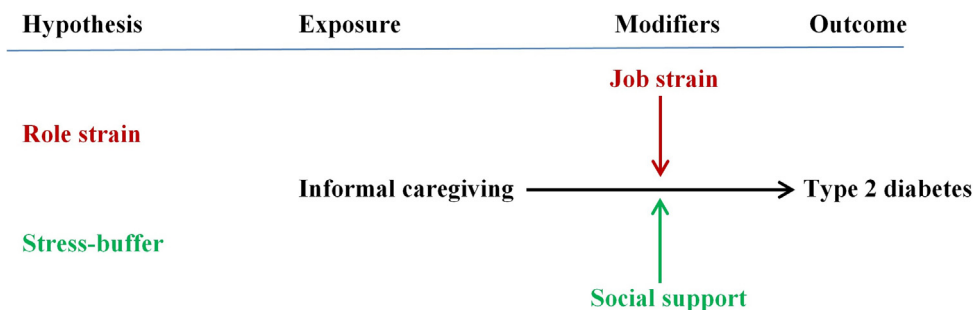 Hypothesis Exposure Modifiers Outcome
Job strain
Role strain
Informal caregiving Type 2 diabetes
Stress-buffer
Social support